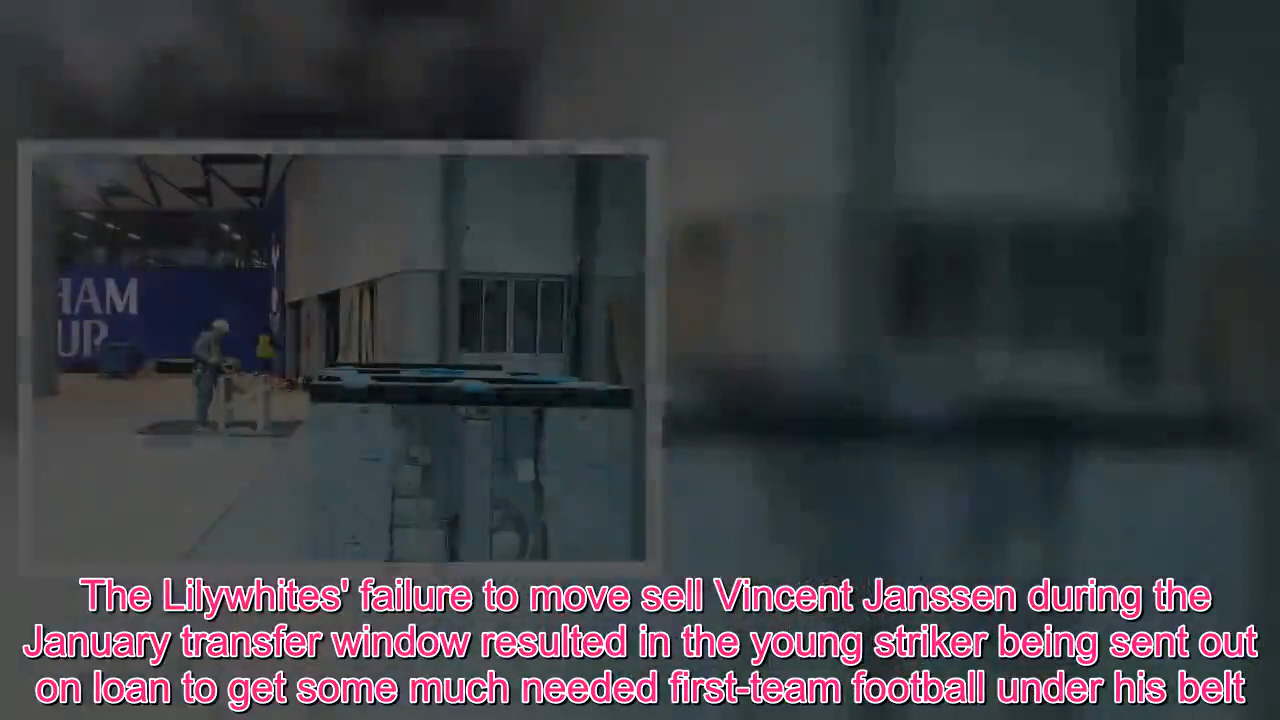 HAM
UR
The Lilywhites' failure to move sell Vincent Janssen during the
January transfer window resulted in the young striker being sent out
on loan to get some much needed first-team football under his belt